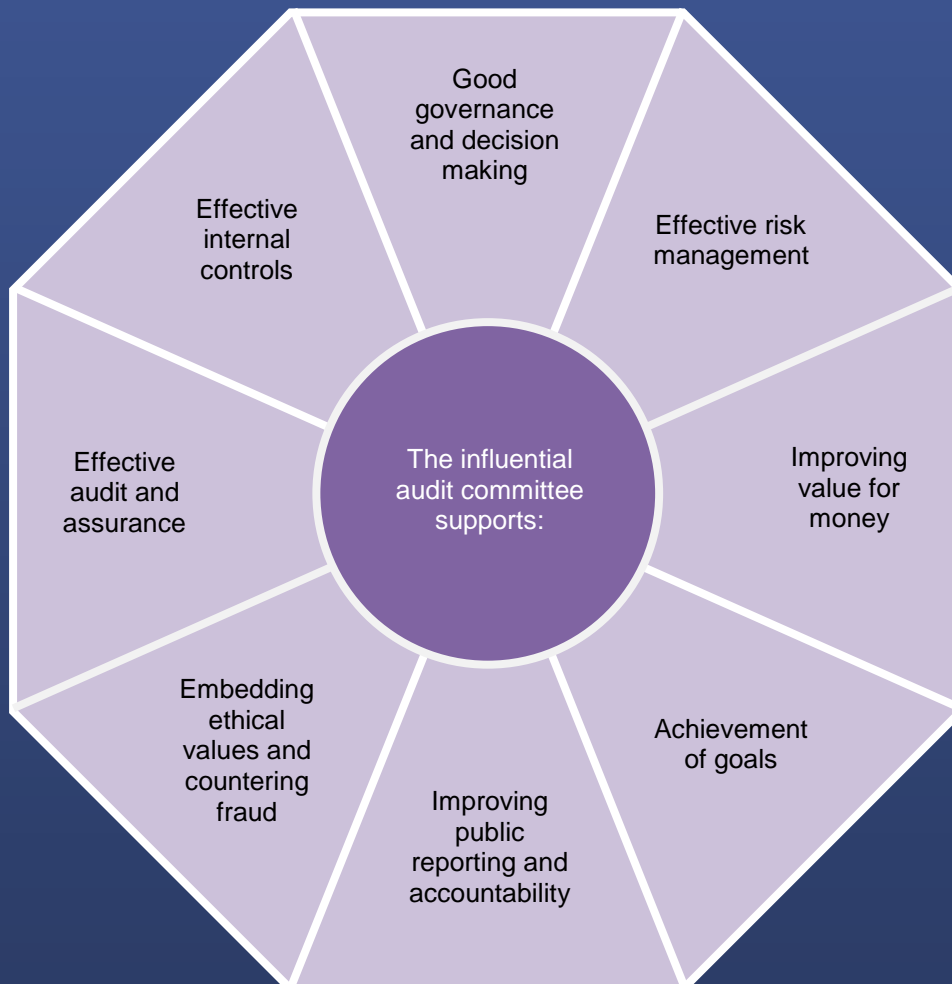 Good
governance
and decision
making
Effective risk
management
Improving
value for
money
Achievement
of goals
Improving
public
reporting and
accountability
Embedding
ethical
values and
countering
fraud
Effective
audit and
assurance
Effective
internal
controls
The influential
audit committee
supports: